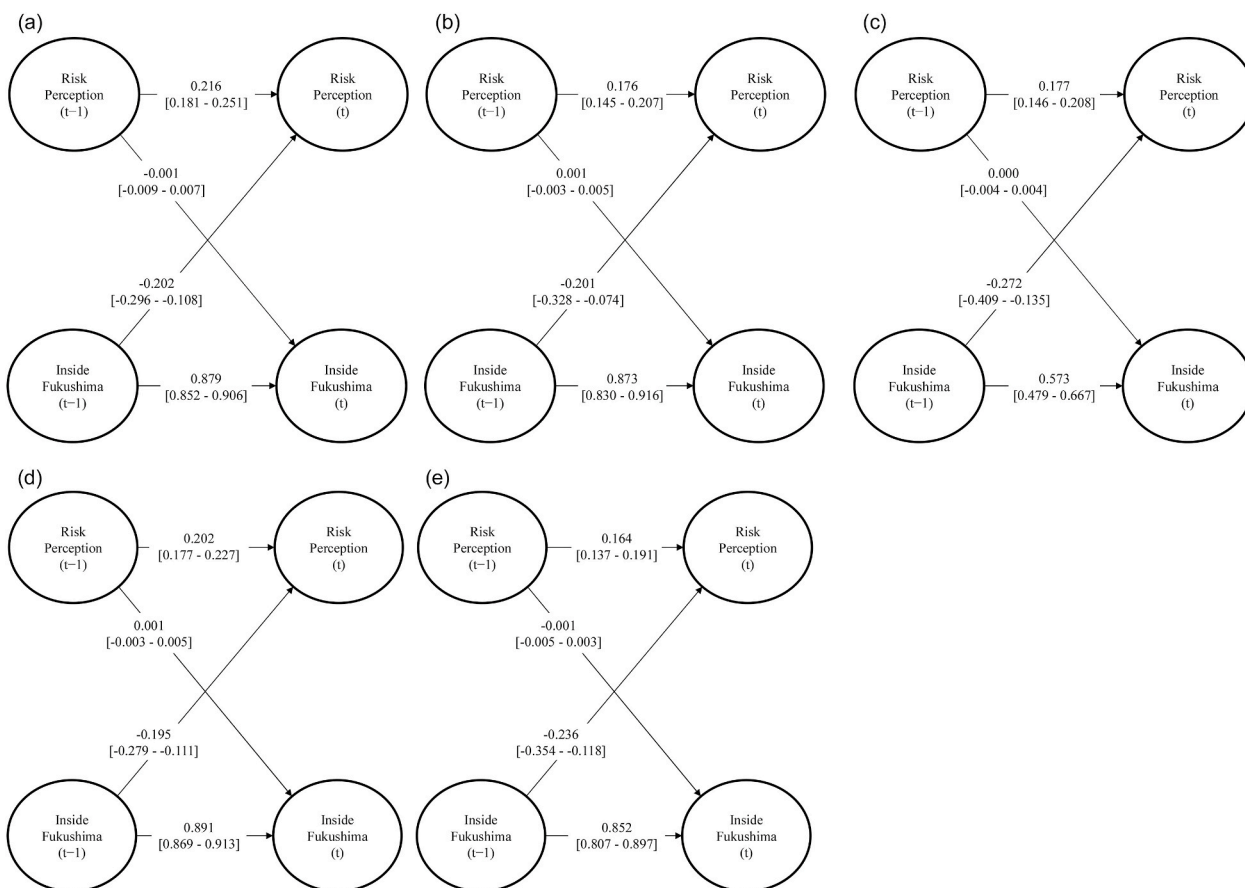 (a)
Risk
Perception
(t−1)
0.216
[0.181 - 0.251]
Risk
Perception
(t)
-0.001
[-0.009 - 0.007]
-0.202
[-0.296 - -0.108]
Inside
Fukushima
(t−1)
0.879
[0.852 - 0.906]
Inside
Fukushima
(t)
(b)
Risk
Perception
(t−1)
0.176
[0.145 - 0.207]
Risk
Perception
(t)
0.001
[-0.003 - 0.005]
-0.201
[-0.328 - -0.074]
Inside
Fukushima
(t−1)
0.873
[0.830 - 0.916]
Inside
Fukushima
(t)
(c)
Risk
Perception
(t−1)
0.177
[0.146 - 0.208]
Risk
Perception
(t)
0.000
[-0.004 - 0.004]
-0.272
[-0.409 - -0.135]
Inside
Fukushima
(t−1)
0.573
[0.479 - 0.667]
Inside
Fukushima
(t)
(d)
Risk
Perception
(t−1)
0.202
[0.177 - 0.227]
Risk
Perception
(t)
0.001
[-0.003 - 0.005]
-0.195
[-0.279 - -0.111]
Inside
Fukushima
(t−1)
0.891
[0.869 - 0.913]
Inside
Fukushima
(t)
(e)
Risk
Perception
(t−1)
0.164
[0.137 - 0.191]
Risk
Perception
(t)
-0.001
[-0.005 - 0.003]
-0.236
[-0.354 - -0.118]
Inside
Fukushima
(t−1)
0.852
[0.807 - 0.897]
Inside
Fukushima
(t)